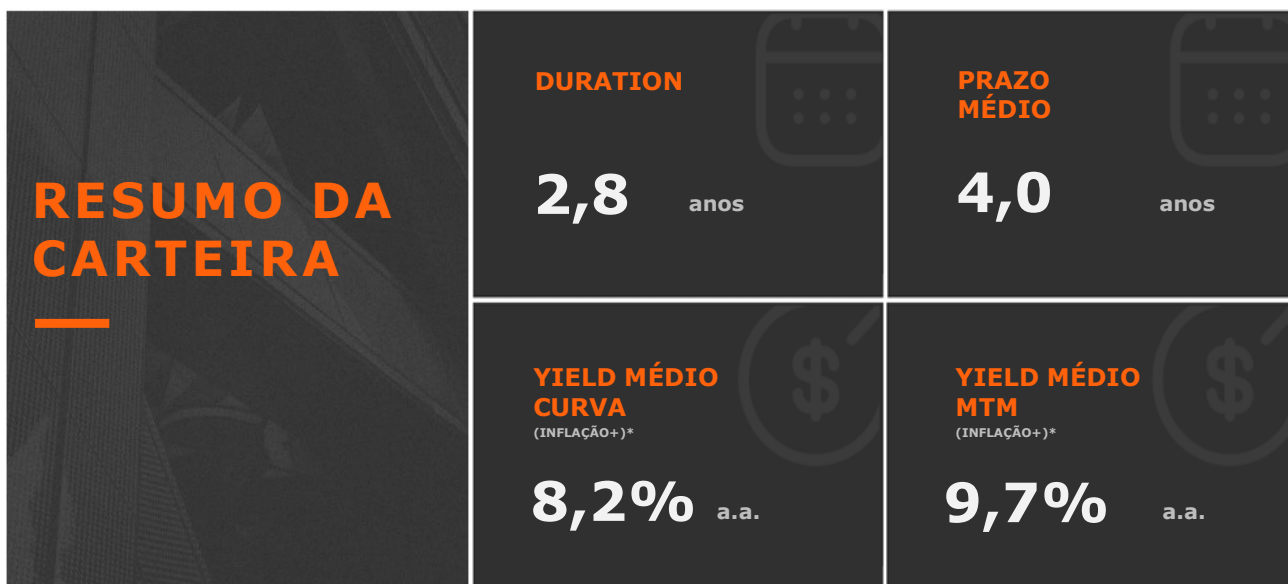 RESUMO DA
CARTEIRA
DURATION
2,8 anos
PRAZO
MÉDIO
4,0 anos
YIELD MÉDIO
CURVA
(INFLAÇÃO+)*
8,2% a.a.
YIELD MÉDIO
MTM
(INFLAÇÃO+)*
9,7% a.a.